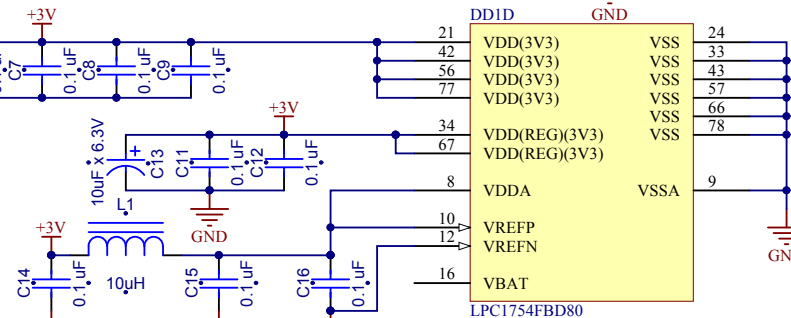 +3V
DD1D
GND
C7
0.1 uF
C8
0.1 uF
C9
0.1 uF
21
42
56
77
VDD(3V3)
VDD(3V3)
VDD(3V3)
VDD(3V3)
VSS
VSS
VSS
VSS
VSS
VSS
24
33
43
57
66
78
+3V
10uF x 6.3V
+
C13
C11
0.1 uF
C12
0.1 uF
34
67
VDD(REG)(3V3)
VDD(REG)(3V3)
GND
8
VDDA
VSSA
9
10
12
VREFP
VREFN
GN
+3V
L1
10uH
C14
0.1 uF
C15
0.1 uF
C16
0.1 uF
16
VBAT
LPC1754FBD80